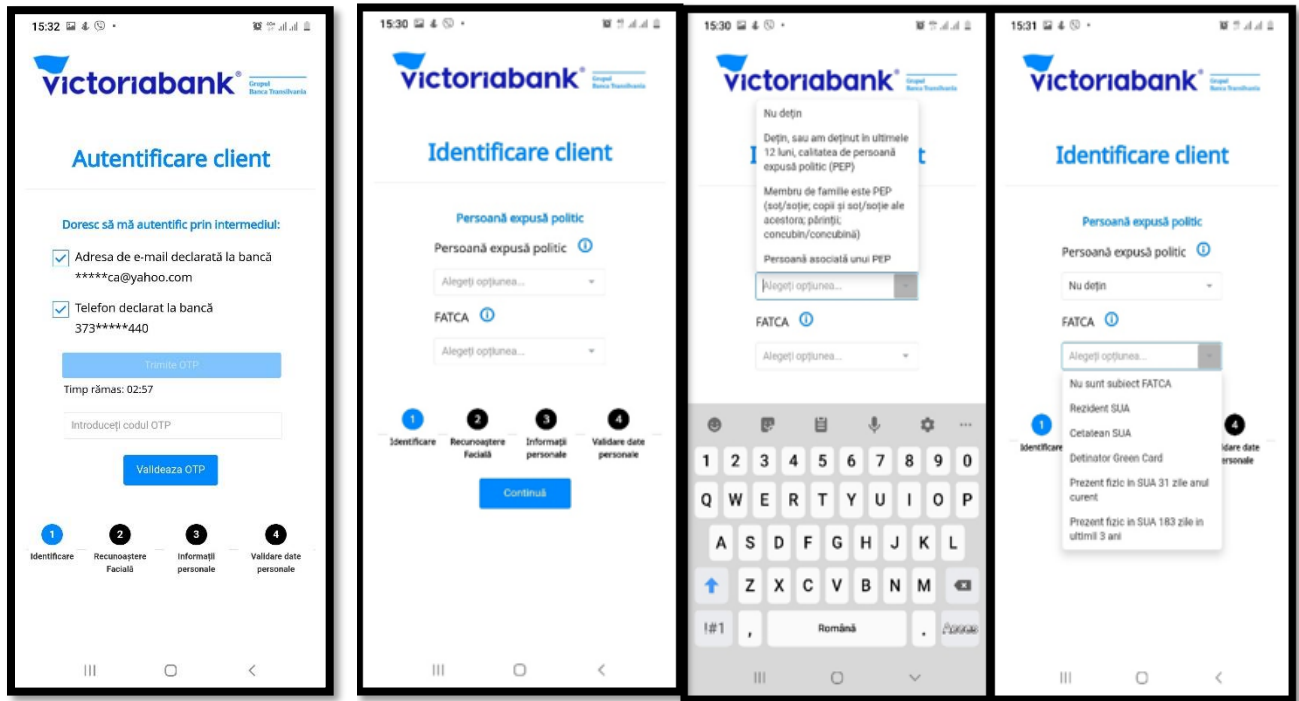 15:32
victoriabank®
Grupul
Banca Transilvania
Autentificare client
Doresc să mă autentific prin intermediul:
Adresa de e-mail declarată la bancă
*****ca@yahoo.com
Telefon declarat la bancă
373*****440
Trimite OTP
Timp rămas: 02:57
Introduceți codul OTP
Valideaza OTP
1 2 3 4
Identificare Recunoaștere Informații Validare date
Facială personale personale
15:30
victoriabank®
Grupul
Banca Transilvania
Identificare client
Persoană expusă politic
Persoană expusă politic
Alegeți opțiunea...
FATCA
Alegeți opțiunea...
1 2 3 4
Identificare Recunoaștere Informații Validare date
Facială personale personale
Continuă
15:30
victoriabank®
Grupul
Banca Transilvania
Nu dețin
Dețin, sau am deținut în ultimele
12 luni, calitatea de persoană
expusă politic (PEP)
Membru de familie este PEP
(soț/soție; copii și soț/soție ale
acestora; părinții;
concubin/concubină)
Persoană asociată unui PEP
I t
Alegeți opțiunea...
FATCA
Alegeți opțiunea...
1 2 3 4 5 6 7 8 9 0
Q W E R T Y U I O P
A S D F G H J K L
Z X C V B N M
!#1 , Română .
15:31
victoriabank®
Grupul
Banca Transilvania
Identificare client
Persoană expusă politic
Persoană expusă politic
Nu dețin
FATCA
Alegeți opțiunea...
Nu sunt subiect FATCA
Rezident SUA
Cetatean SUA
Detinator Green Card
Prezent fizic in SUA 31 zile anul
curent
Prezent fizic in SUA 183 zile in
ultimii 3 ani
1 4
Identificare idare date
ersonale